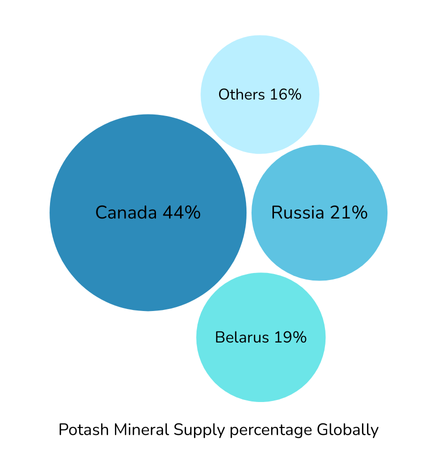 Others 16%
Canada 44%
Russia 21%
Belarus 19%
Potash Mineral Supply percentage Globally